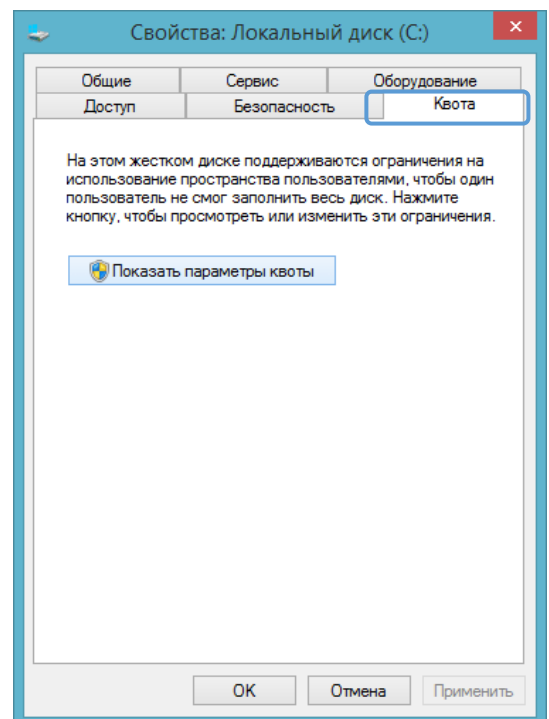 Свойства: Локальный диск (C:)
Общие
Сервис
Оборудование
Доступ
Безопасность
Квота
На этом жестком диске поддерживаются ограничения на
использование пространства пользователями, чтобы один
пользователь не смог заполнить весь диск. Нажмите
кнопку, чтобы просмотреть или изменить эти ограничения.
Показать параметры квоты
OK
Отмена
Применить